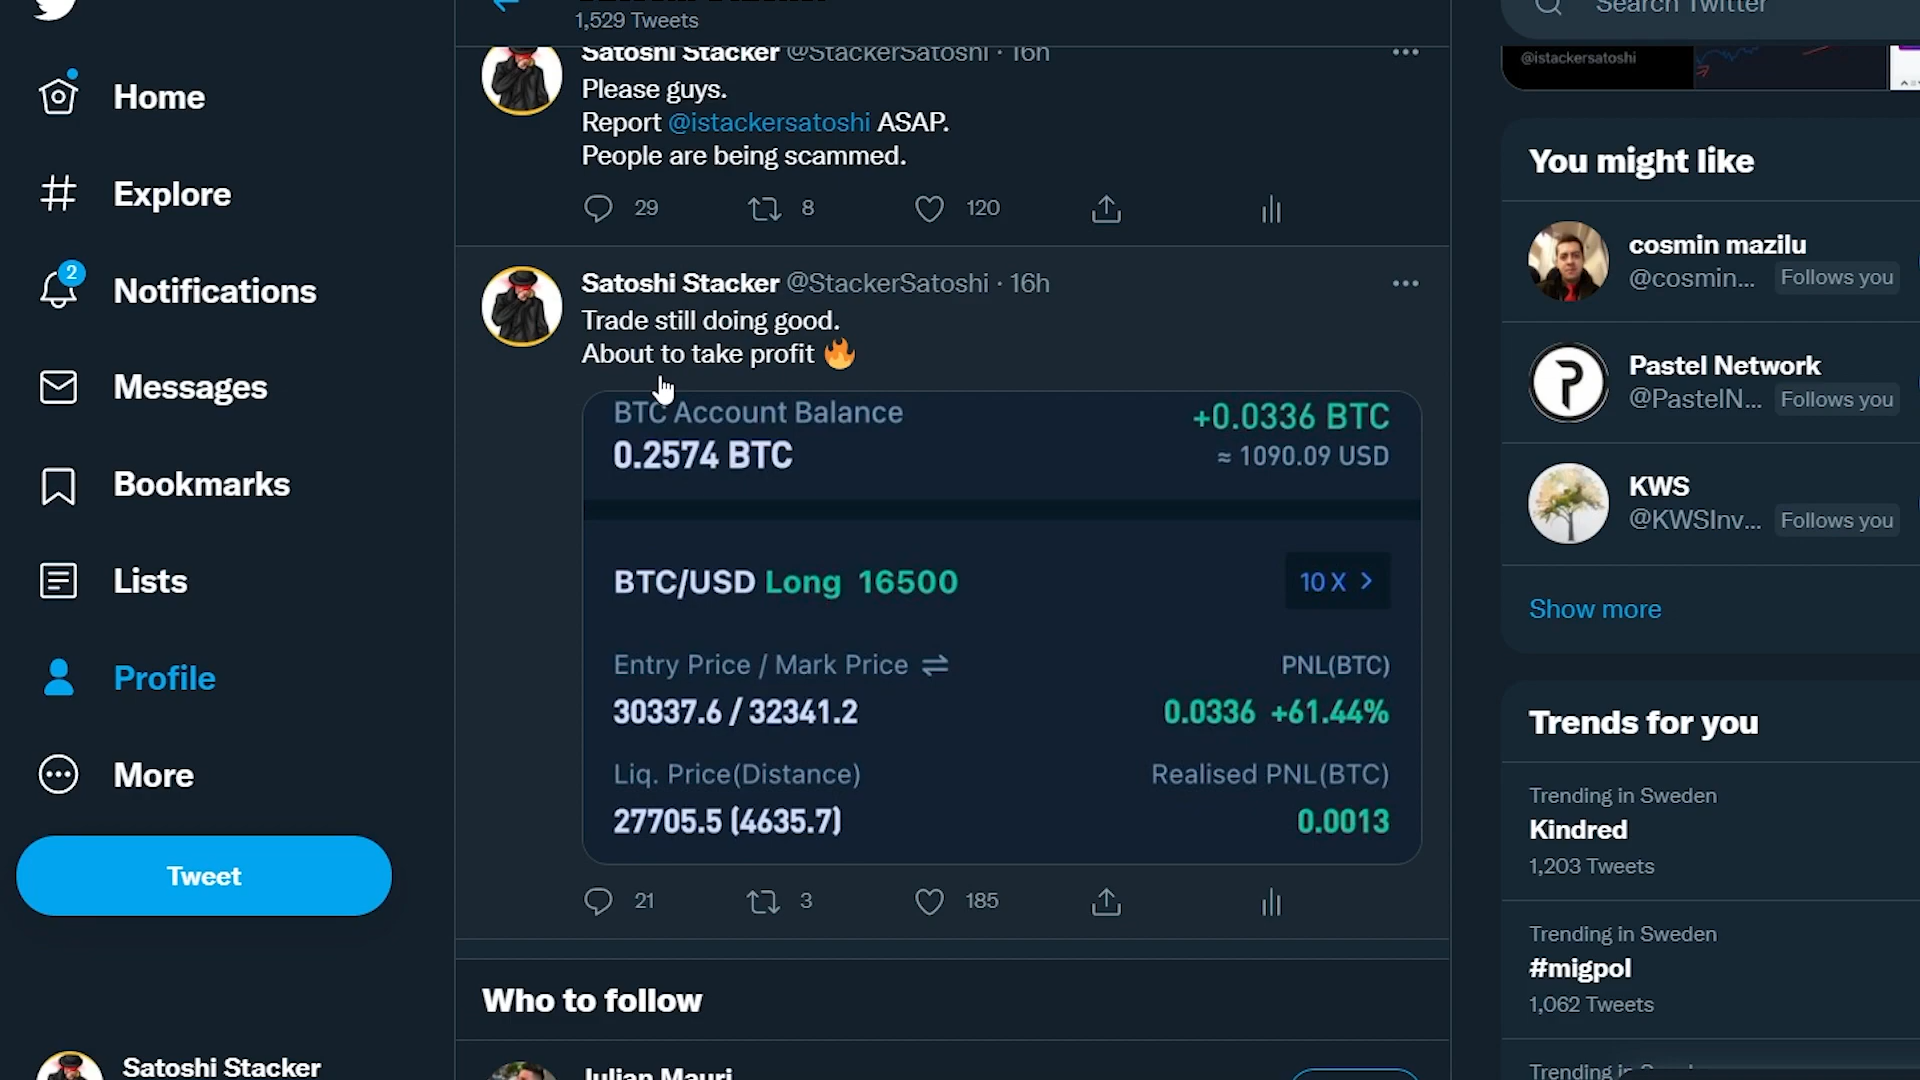 1,529 Tweets
Search Twitter
@istackersatoshi
Home
Explore
2
Notifications
Messages
Bookmarks
Lists
Profile
More
Tweet
Satoshi Stacker
Satoshi Stacker @StackerSatoshi · 16h
Please guys.
Report @istackersatoshi ASAP.
People are being scammed.
29 8 120
Satoshi Stacker @StackerSatoshi · 16h
Trade still doing good.
About to take profit 🔥
BTC Account Balance +0.0336 BTC
0.2574 BTC ≈ 1090.09 USD
BTC/USD Long 16500 10 X >
Entry Price / Mark Price ⇌ PNL(BTC)
30337.6 / 32341.2 0.0336 +61.44%
Liq. Price(Distance) Realised PNL(BTC)
27705.5 (4635.7) 0.0013
21 3 185
Who to follow
Julian Mauri
You might like
cosmin mazilu
@cosmin... Follows you
Pastel Network
@PastelN... Follows you
KWS
@KWSInv... Follows you
Show more
Trends for you
Trending in Sweden
Kindred
1,203 Tweets
Trending in Sweden
#migpol
1,062 Tweets
Trending